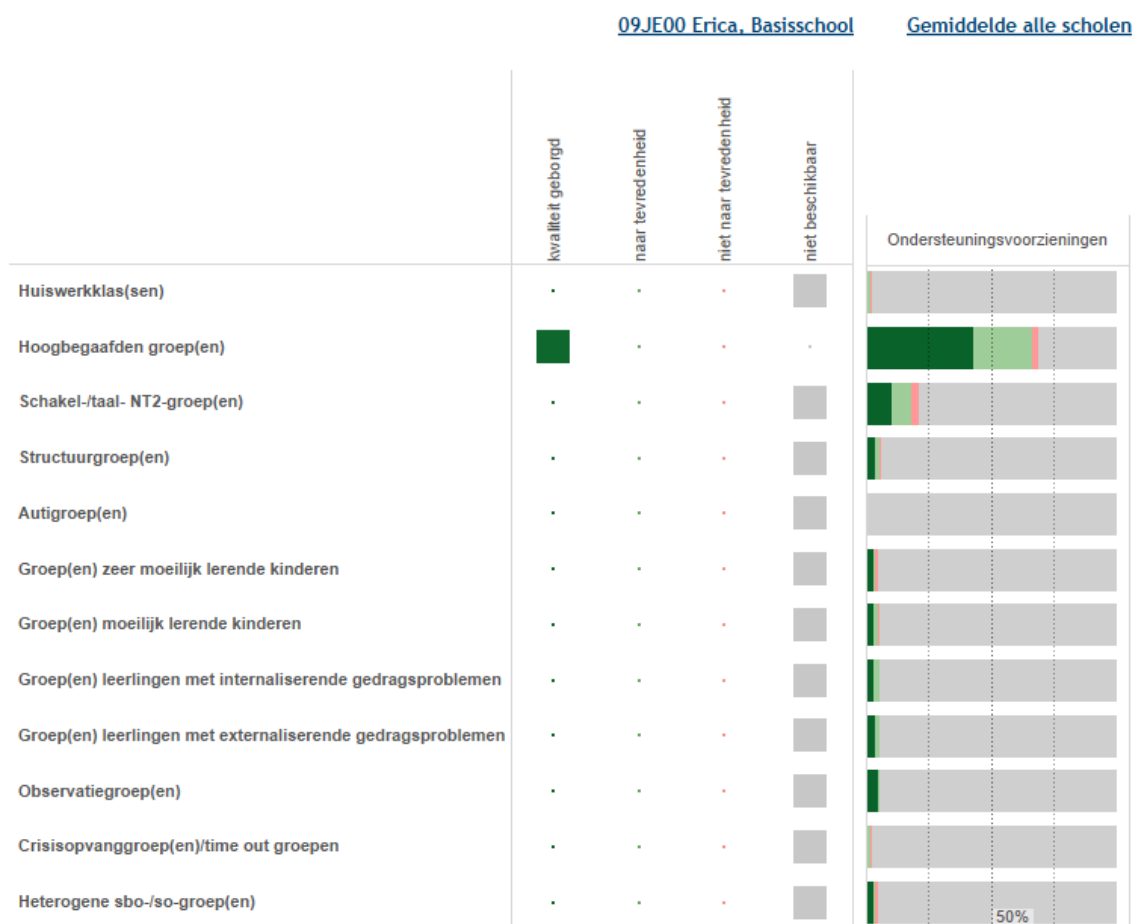 09JE00 Erica, Basisschool
Gemiddelde alle scholen
kwaliteit geborgd
naar tevredenheid
niet naar tevredenheid
niet beschikbaar
Ondersteuningsvoorzieningen
Huiswerkklas(sen)
Hoogbegaafden groep(en)
Schakel-/taal- NT2-groep(en)
Structuurgroep(en)
Autigroep(en)
Groep(en) zeer moeilijk lerende kinderen
Groep(en) moeilijk lerende kinderen
Groep(en) leerlingen met internaliserende gedragsproblemen
Groep(en) leerlingen met externaliserende gedragsproblemen
Observatiegroep(en)
Crisisopvanggroep(en)/time out groepen
Heterogene sbo-/so-groep(en)
50%